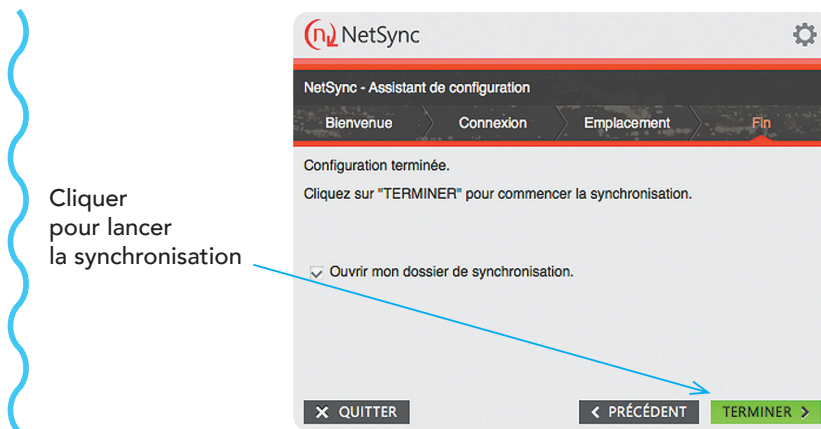 NetSync
NetSync - Assistant de configuration
Bienvenue
Connexion
Emplacement
Fin
Configuration terminée.
Cliquez sur "TERMINER" pour commencer la synchronisation.
Cliquer
pour lancer
la synchronisation
Ouvrir mon dossier de synchronisation.
QUITTER
PRÉCÉDENT
TERMINER